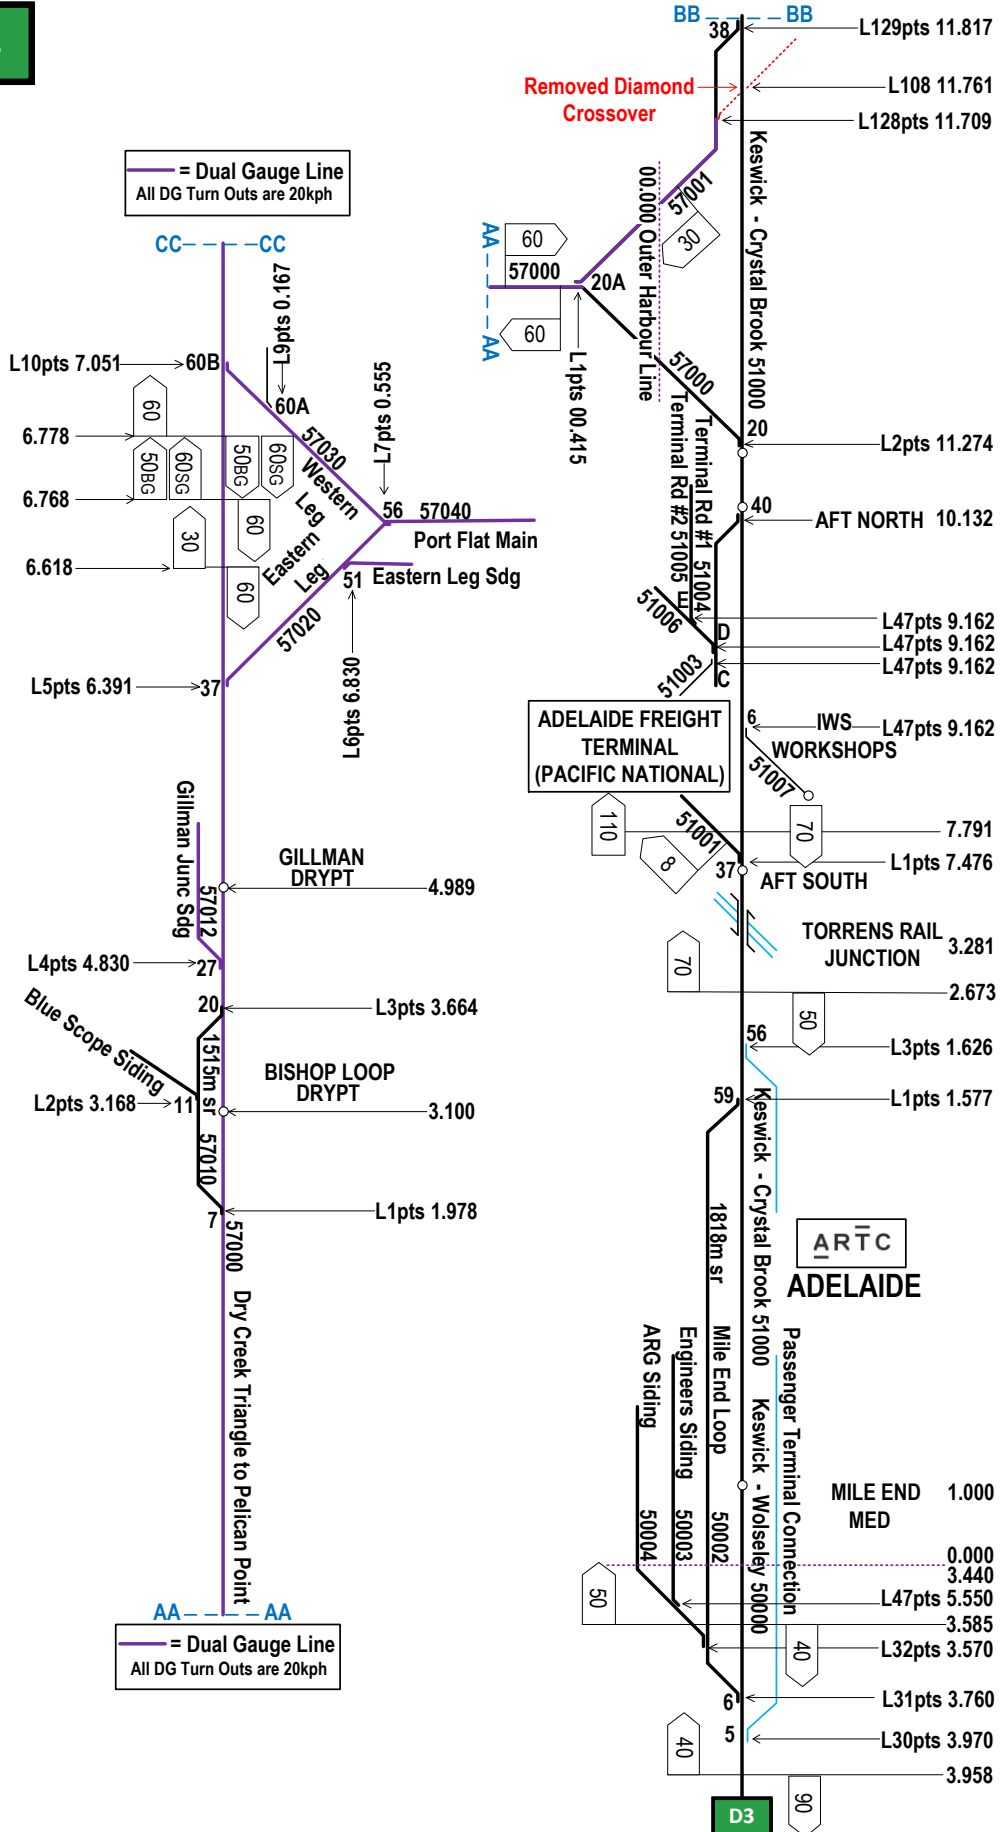 BB BB
38
L129pts 11.817
Removed Diamond
Crossover
L108 11.761
L128pts 11.709
= Dual Gauge Line
All DG Turn Outs are 20kph
CC CC
Keswick - Crystal Brook 51000
57001
30
00.000 Outer Harbour Line
AA
AA
60
57000
60
20A
L1pts 00.415
57000
20
L2pts 11.274
L10pts 7.051
60B
L9pts 0.167
60A
60
6.778
50BG
60SG
50BG
60SG
6.768
60
30
6.618
60
57030
Western
Leg
Eastern
Leg
57020
L7pts 0.555
56
57040
Port Flat Main
51
Eastern Leg Sdg
L6pts 6.830
L5pts 6.391
37
40
AFT NORTH 10.132
Terminal Rd #1 51004
Terminal Rd #2 51005
E
51006
D
L47pts 9.162
L47pts 9.162
L47pts 9.162
51003
C
ADELAIDE FREIGHT
TERMINAL
(PACIFIC NATIONAL)
6
IWS
WORKSHOPS
L47pts 9.162
51007
110
70
7.791
51001
8
L1pts 7.476
37
AFT SOUTH
Gillman Junc Sdg
57012
GILLMAN
DRYPT
4.989
L4pts 4.830
27
TORRENS RAIL
JUNCTION
3.281
70
2.673
50
20
L3pts 3.664
Blue Scope Siding
1515m sr
57010
BISHOP LOOP
DRYPT
3.100
L2pts 3.168
11
7
L1pts 1.978
57000
Dry Creek Triangle to Pelican Point
56
L3pts 1.626
59
L1pts 1.577
Keswick - Crystal Brook 51000
1818m sr
ARTC
ADELAIDE
Passenger Terminal Connection
Keswick - Wolseley 50000
Mile End Loop
50002
Engineers Siding
50003
ARG Siding
50004
MILE END
MED
1.000
0.000
3.440
L47pts 5.550
50
3.585
40
L32pts 3.570
6
L31pts 3.760
5
L30pts 3.970
40
3.958
90
D3
AA AA
= Dual Gauge Line
All DG Turn Outs are 20kph